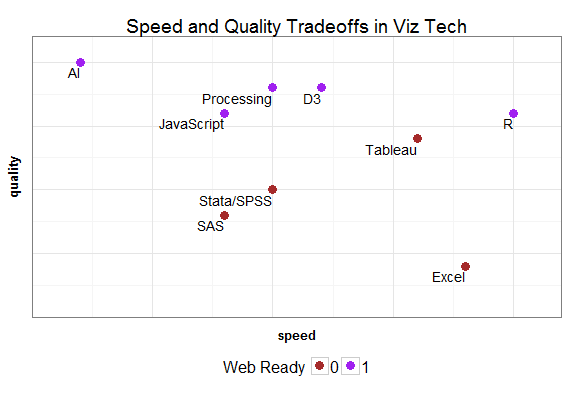 Speed and Quality Tradeoffs in Viz Tech
AI
Processing
D3
JavaScript
R
Tableau
Stata/SPSS
SAS
Excel
quality
speed
Web Ready 0 1